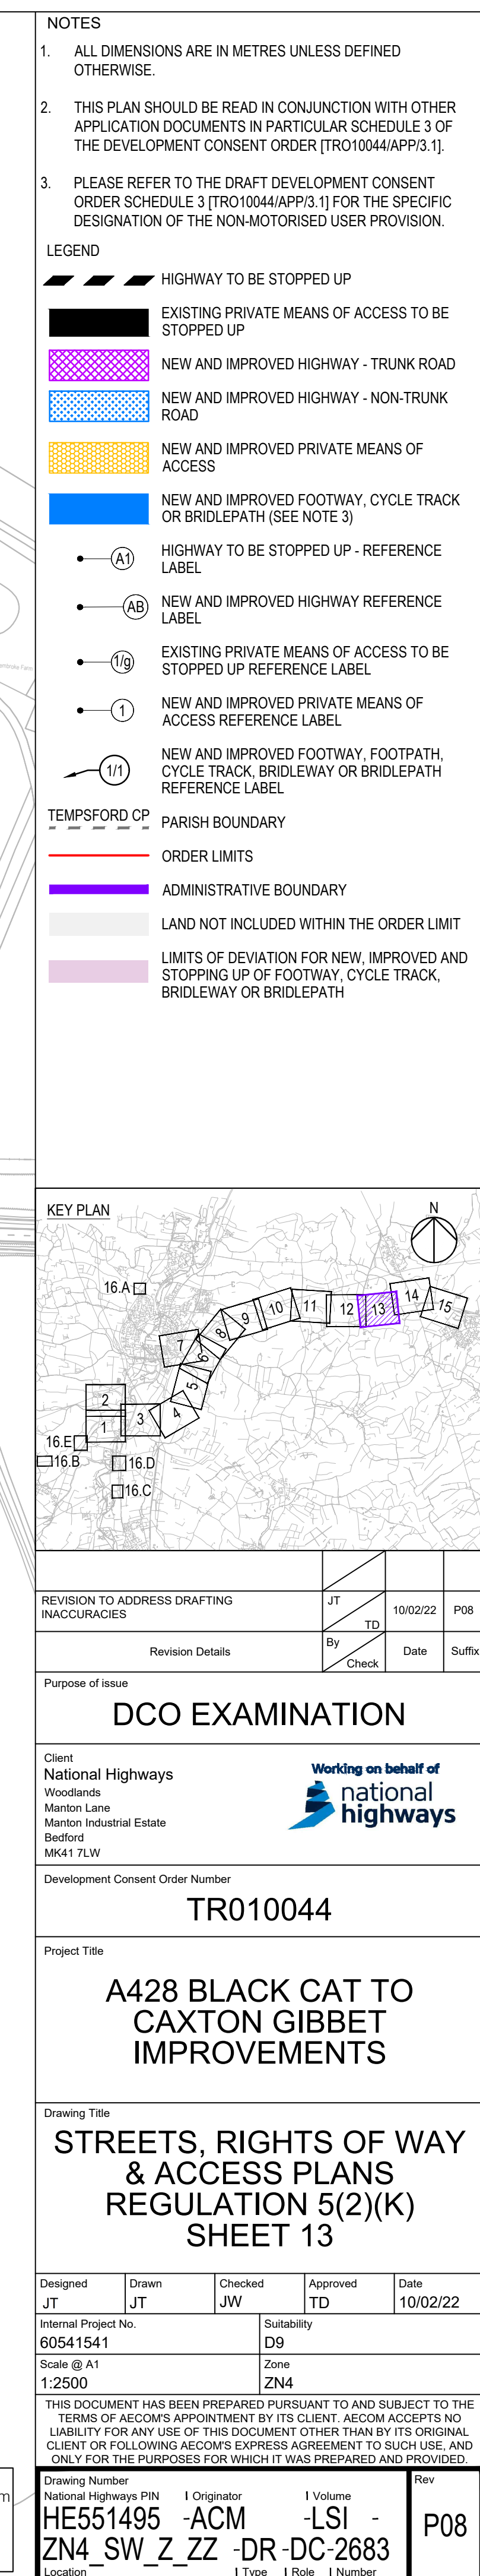 NOTES
1. ALL DIMENSIONS ARE IN METRES UNLESS DEFINED
OTHERWISE.
2. THIS PLAN SHOULD BE READ IN CONJUNCTION WITH OTHER
APPLICATION DOCUMENTS IN PARTICULAR SCHEDULE 3 OF
THE DEVELOPMENT CONSENT ORDER [TRO10044/APP/3.1].
3. PLEASE REFER TO THE DRAFT DEVELOPMENT CONSENT
ORDER SCHEDULE 3 [TRO10044/APP/3.1] FOR THE SPECIFIC
DESIGNATION OF THE NON-MOTORISED USER PROVISION.
LEGEND
HIGHWAY TO BE STOPPED UP
EXISTING PRIVATE MEANS OF ACCESS TO BE
STOPPED UP
NEW AND IMPROVED HIGHWAY - TRUNK ROAD
NEW AND IMPROVED HIGHWAY - NON-TRUNK
ROAD
NEW AND IMPROVED PRIVATE MEANS OF
ACCESS
NEW AND IMPROVED FOOTWAY, CYCLE TRACK
OR BRIDLEPATH (SEE NOTE 3)
A1 HIGHWAY TO BE STOPPED UP - REFERENCE
LABEL
AB NEW AND IMPROVED HIGHWAY REFERENCE
LABEL
1/g EXISTING PRIVATE MEANS OF ACCESS TO BE
STOPPED UP REFERENCE LABEL
1 NEW AND IMPROVED PRIVATE MEANS OF
ACCESS REFERENCE LABEL
1/1 NEW AND IMPROVED FOOTWAY, FOOTPATH,
CYCLE TRACK, BRIDLEWAY OR BRIDLEPATH
REFERENCE LABEL
TEMPSFORD CP PARISH BOUNDARY
ORDER LIMITS
ADMINISTRATIVE BOUNDARY
LAND NOT INCLUDED WITHIN THE ORDER LIMIT
LIMITS OF DEVIATION FOR NEW, IMPROVED AND
STOPPING UP OF FOOTWAY, CYCLE TRACK,
BRIDLEWAY OR BRIDLEPATH
KEY PLAN
N
16.A
7 6 8 9 10 11 12 13 14 15
5
2
1 3 4
16.E
16.B 16.D
16.C
REVISION TO ADDRESS DRAFTING
INACCURACIES
JT TD 10/02/22 P08
Revision Details By Check Date Suffix
Purpose of issue
DCO EXAMINATION
Client
National Highways
Woodlands
Manton Lane
Manton Industrial Estate
Bedford
MK41 7LW
Working on behalf of
national
highways
Development Consent Order Number
TR010044
Project Title
A428 BLACK CAT TO
CAXTON GIBBET
IMPROVEMENTS
Drawing Title
STREETS, RIGHTS OF WAY
& ACCESS PLANS
REGULATION 5(2)(K)
SHEET 13
Designed Drawn Checked Approved Date
JT JT JW TD 10/02/22
Internal Project No. Suitability
60541541 D9
Scale @ A1 Zone
1:2500 ZN4
THIS DOCUMENT HAS BEEN PREPARED PURSUANT TO AND SUBJECT TO THE
TERMS OF AECOM'S APPOINTMENT BY ITS CLIENT. AECOM ACCEPTS NO
LIABILITY FOR ANY USE OF THIS DOCUMENT OTHER THAN BY ITS ORIGINAL
CLIENT OR FOLLOWING AECOM'S EXPRESS AGREEMENT TO SUCH USE, AND
ONLY FOR THE PURPOSES FOR WHICH IT WAS PREPARED AND PROVIDED.
Drawing Number Rev
National Highways PIN | Originator | Volume
HE551495 -ACM -LSI -
P08
ZN4_SW_Z_ZZ -DR -DC-2683
Location | Type | Role | Number